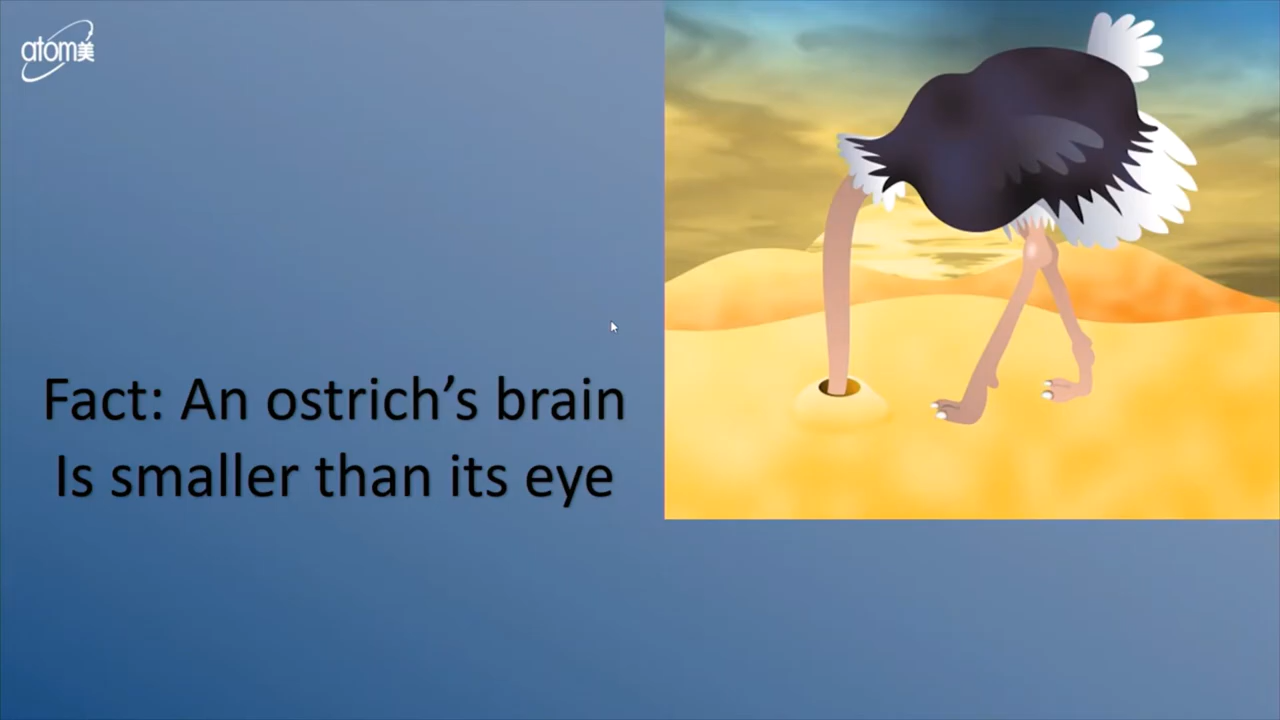 atom美
Fact: An ostrich’s brain
Is smaller than its eye